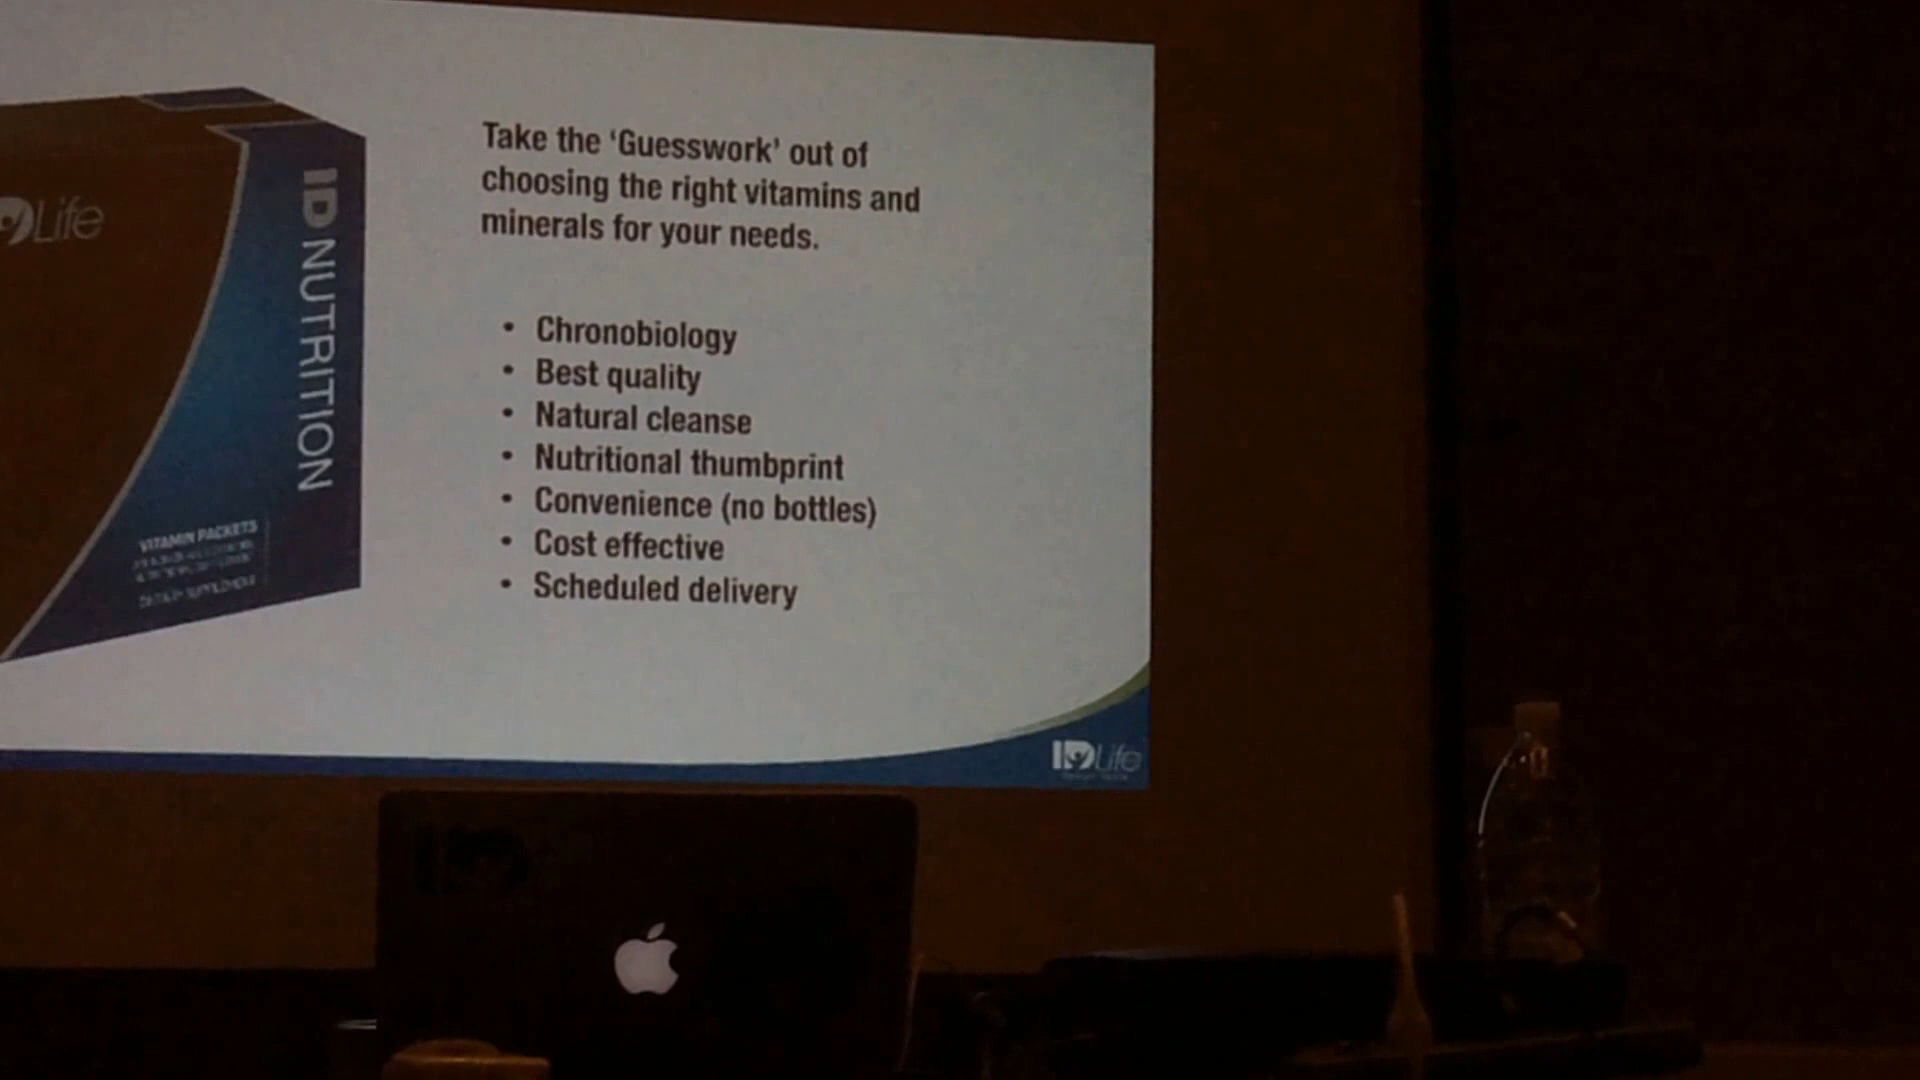 Life
ID NUTRITION
VITAMIN PACKETS
Take the ‘Guesswork’ out of
choosing the right vitamins and
minerals for your needs.
• Chronobiology
• Best quality
• Natural cleanse
• Nutritional thumbprint
• Convenience (no bottles)
• Cost effective
• Scheduled delivery
IDLife